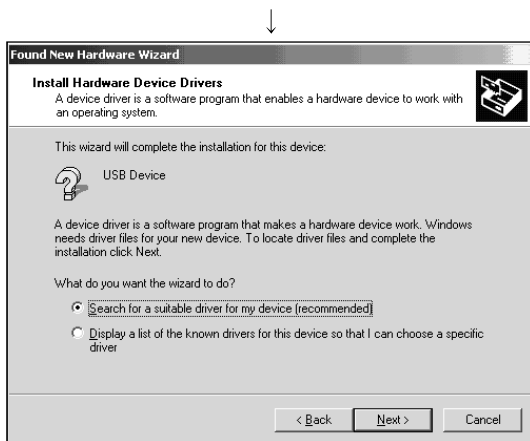 ↓
Found New Hardware Wizard
Install Hardware Device Drivers
A device driver is a software program that enables a hardware device to work with
an operating system.
This wizard will complete the installation for this device:
USB Device
A device driver is a software program that makes a hardware device work. Windows
needs driver files for your new device. To locate driver files and complete the
installation click Next.
What do you want the wizard to do?
Search for a suitable driver for my device (recommended)
Display a list of the known drivers for this device so that I can choose a specific
driver
< Back Next > Cancel